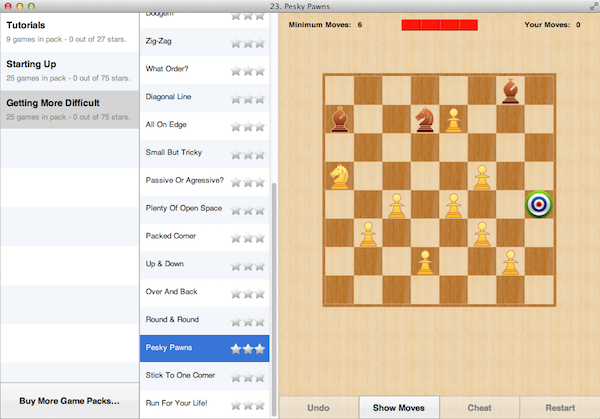 23. Pesky Pawns
Tutorials
9 games in pack - 0 out of 27 stars.
Starting Up
25 games in pack - 0 out of 75 stars.
Getting More Difficult
25 games in pack - 0 out of 75 stars.
Buy More Game Packs...
Dodgem
Zig-Zag
What Order?
Diagonal Line
All On Edge
Small But Tricky
Passive Or Agressive?
Plenty Of Open Space
Packed Corner
Up & Down
Over And Back
Round & Round
Pesky Pawns
Stick To One Corner
Run For Your Life!
Minimum Moves: 6
Your Moves: 0
Undo
Show Moves
Cheat
Restart